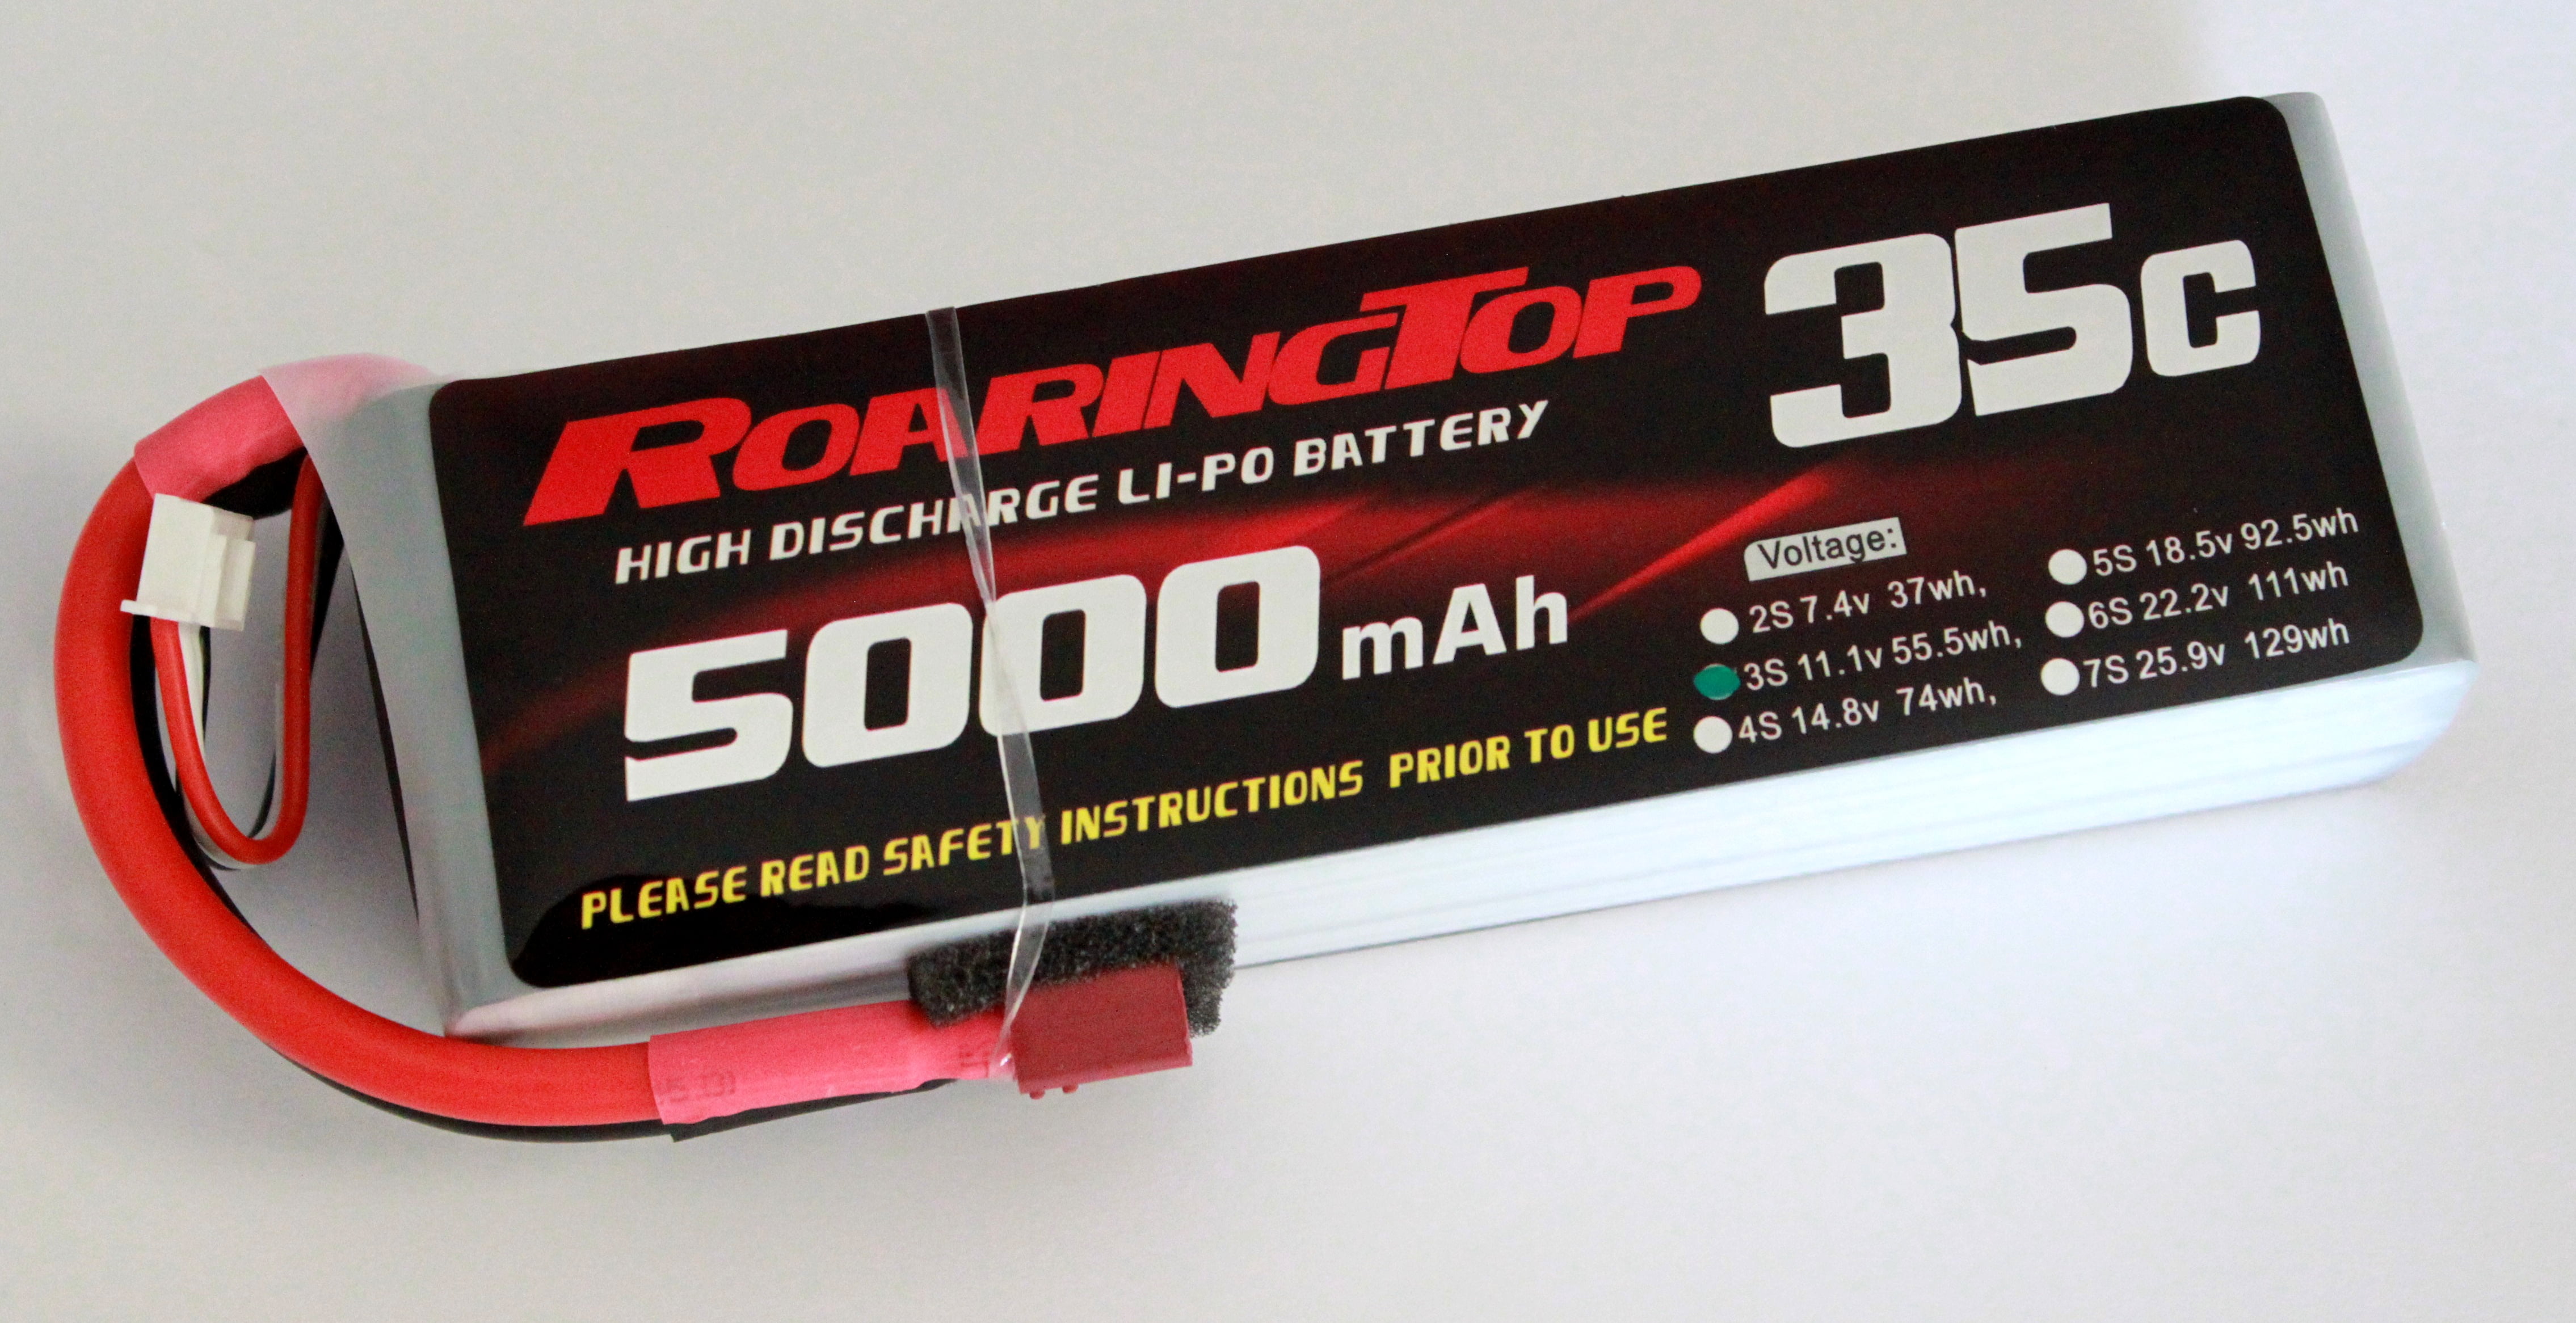 ROARINGTOP
35c
HIGH DISCHARGE LI-PO BATTERY
5000 mAh
Voltage:
2S 7.4v 37wh,
3S 11.1v 55.5wh,
4S 14.8v 74wh,
5S 18.5v 92.5wh
6S 22.2v 111wh
7S 25.9v 129wh
PLEASE READ SAFETY INSTRUCTIONS PRIOR TO USE